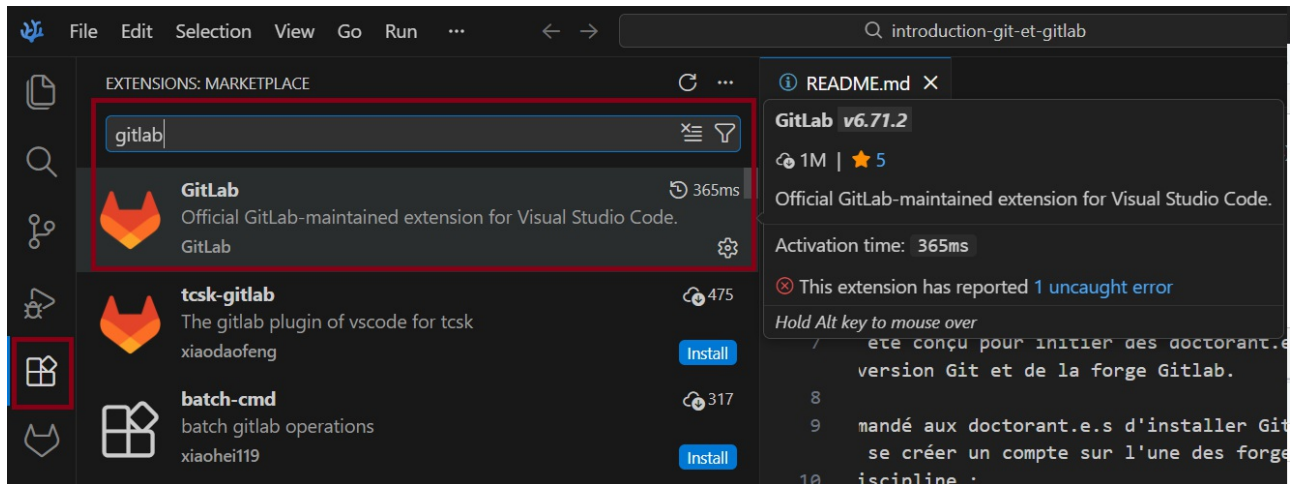 File Edit Selection View Go Run ··· introduction-git-et-gitlab
EXTENSIONS: MARKETPLACE
gitlab
GitLab 365ms
Official GitLab-maintained extension for Visual Studio Code.
GitLab
tcsk-gitlab 475
The gitlab plugin of vscode for tcsk
xiaodaofeng Install
batch-cmd 317
batch gitlab operations
xiaohei119 Install
README.md
GitLab v6.71.2
1M | 5
Official GitLab-maintained extension for Visual Studio Code.
Activation time: 365ms
This extension has reported 1 uncaught error
Hold Alt key to mouse over
7 été conçu pour initier des doctorant.e
version Git et de la forge Gitlab.
8
9 mandé aux doctorant.e.s d'installer Git
se créer un compte sur l'une des forge
10 iscipline :